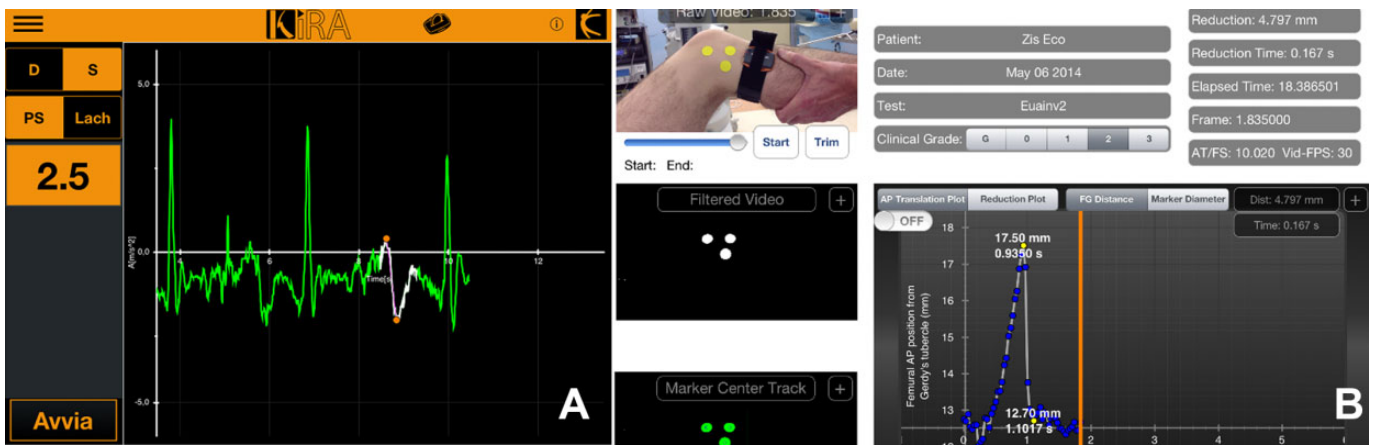 KiRA
D S
PS Lach
2.5
Avvia
5.0
0.0
-5.0
4 6 8 10 12
A[m/s^2]
Time[s]
A
Raw Video: 1.835 +
Start Trim
Start: End:
Filtered Video +
Marker Center Track +
Patient: Zis Eco
Date: May 06 2014
Test: Euainv2
Clinical Grade: G 0 1 2 3
Reduction: 4.797 mm
Reduction Time: 0.167 s
Elapsed Time: 18.386501
Frame: 1.835000
AT/FS: 10.020 Vid-FPS: 30
AP Translation Plot Reduction Plot FG Distance Marker Diameter Dist: 4.797 mm +
OFF Time: 0.167 s
Femural AP position from
Gerdy's tubercle (mm)
18
17
16
15
14
13
17.50 mm
0.9350 s
12.70 mm
1.1017 s
0 1 2 3 4 5
B